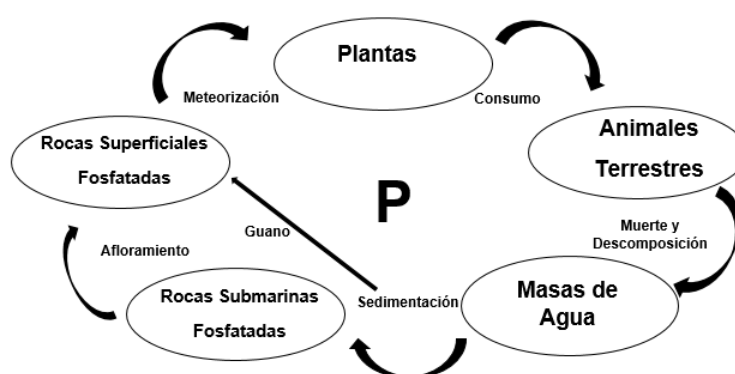 Plantas
Meteorización
Consumo
Rocas Superficiales
Fosfatadas
Animales
Terrestres
P
Guano
Muerte y
Descomposición
Afloramiento
Rocas Submarinas
Fosfatadas
Sedimentación
Masas de
Agua